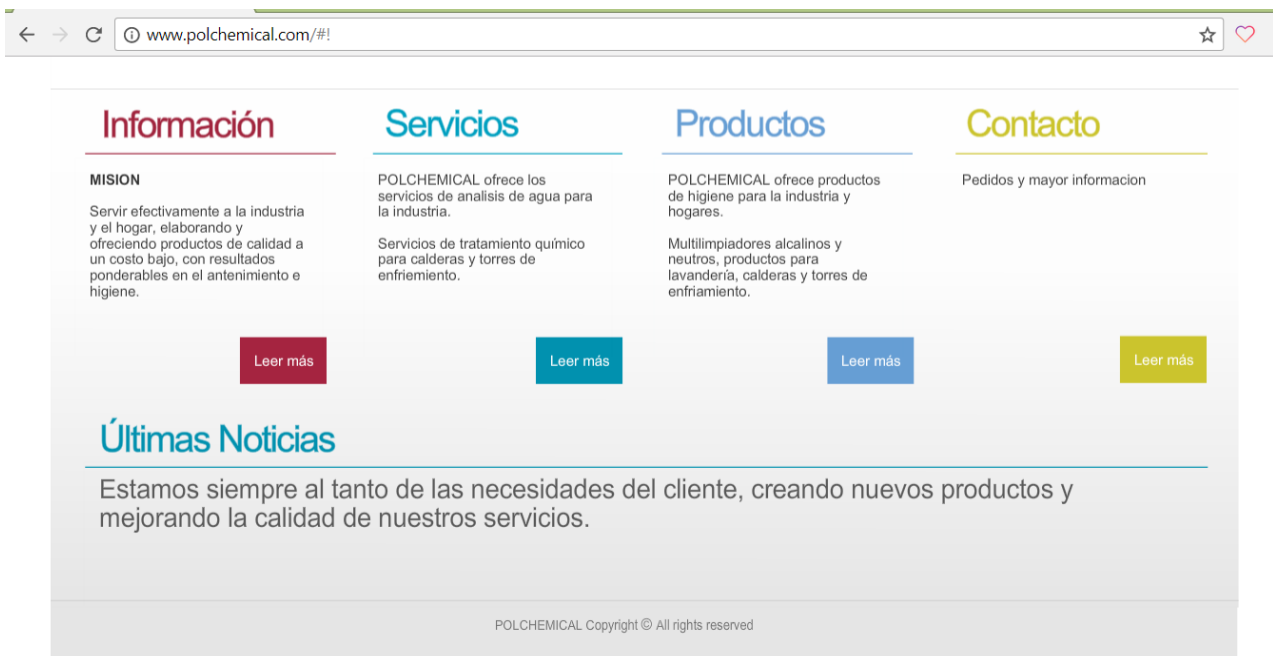 www.polchemical.com/#!
Información
MISION
Servir efectivamente a la industria
y el hogar, elaborando y
ofreciendo productos de calidad a
un costo bajo, con resultados
ponderables en el antenimiento e
higiene.
Leer más
Servicios
POLCHEMICAL ofrece los
servicios de analisis de agua para
la industria.
Servicios de tratamiento químico
para calderas y torres de
enfriemiento.
Leer más
Productos
POLCHEMICAL ofrece productos
de higiene para la industria y
hogares.
Multilimpiadores alcalinos y
neutros, productos para
lavandería, calderas y torres de
enfriamiento.
Leer más
Contacto
Pedidos y mayor informacion
Leer más
Últimas Noticias
Estamos siempre al tanto de las necesidades del cliente, creando nuevos productos y
mejorando la calidad de nuestros servicios.
POLCHEMICAL Copyright © All rights reserved